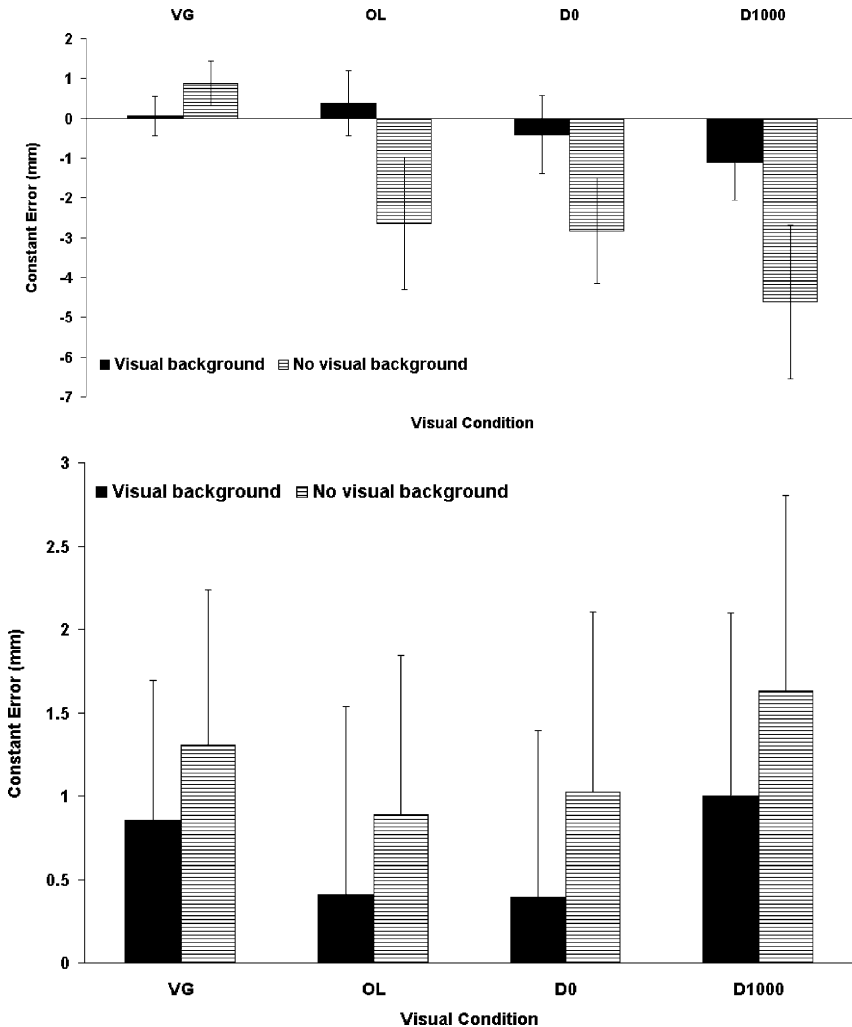 VG OL D0 D1000
2
1
0
-1
-2
-3
-4
-5
-6
-7
Constant Error (mm)
Visual background No visual background
Visual Condition
3
2.5
2
1.5
1
0.5
0
Constant Error (mm)
Visual background No visual background
VG OL D0 D1000
Visual Condition